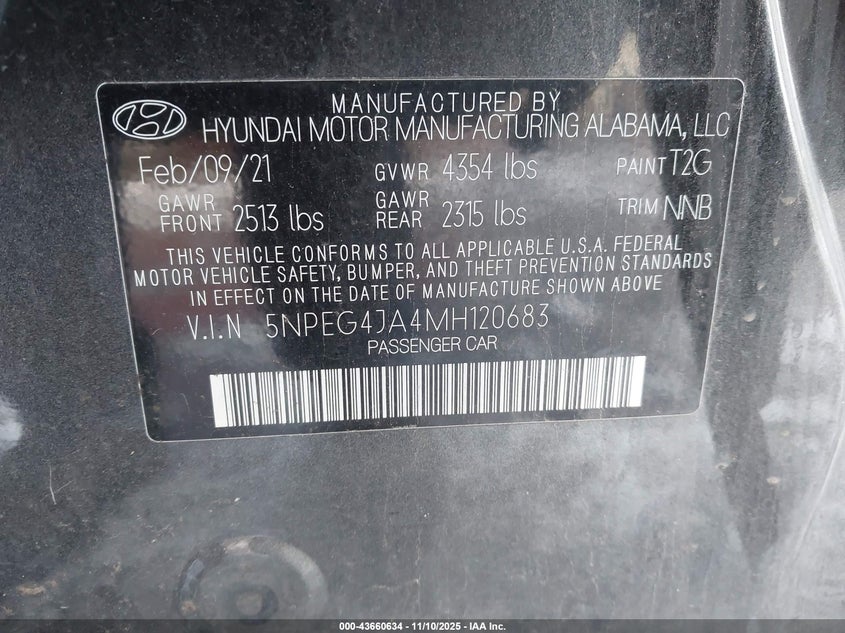 MANUFACTURED BY
HYUNDAI MOTOR MANUFACTURING ALABAMA, LLC
Feb/09/21 GVWR 4354 lbs PAINT T2G
GAWR FRONT 2513 lbs GAWR REAR 2315 lbs TRIM NNB
THIS VEHICLE CONFORMS TO ALL APPLICABLE U.S.A. FEDERAL
MOTOR VEHICLE SAFETY, BUMPER, AND THEFT PREVENTION STANDARDS
IN EFFECT ON THE DATE OF MANUFACTURE SHOWN ABOVE
V.I.N 5NPEG4JA4MH120683
PASSENGER CAR
000-43660634 - 11/10/2025 - IAA Inc.